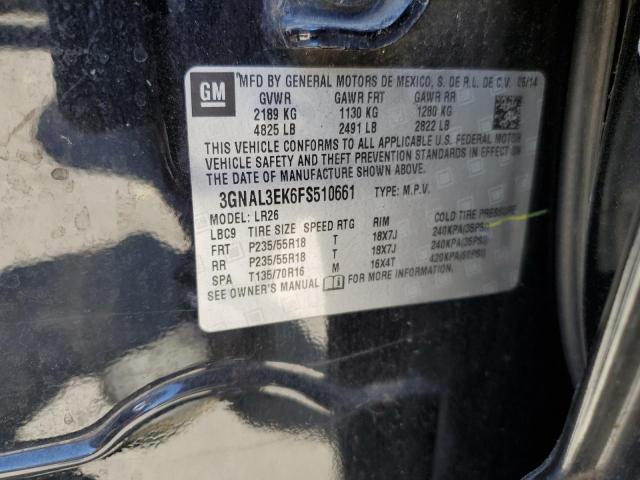 GM
MFD BY GENERAL MOTORS DE MEXICO, S. DE R.L. DE C.V. 05/14
GVWR GAWR FRT GAWR RR
2189 KG 1130 KG 1280 KG
4825 LB 2491 LB 2822 LB
THIS VEHICLE CONFORMS TO ALL APPLICABLE U.S. FEDERAL MOTOR
VEHICLE SAFETY AND THEFT PREVENTION STANDARDS IN EFFECT ON
THE DATE OF MANUFACTURE SHOWN ABOVE.
3GNAL3EK6FS510661 TYPE: M.P.V.
MODEL: LR26
LBC9 TIRE SIZE SPEED RTG RIM COLD TIRE PRESSURE
FRT P235/55R18 T 18X7J 240KPA(35PSI)
RR P235/55R18 T 18X7J 240KPA(35PSI)
SPA T135/70R16 M 16X4T 420KPA(60PSI)
SEE OWNER'S MANUAL FOR MORE INFORMATION.